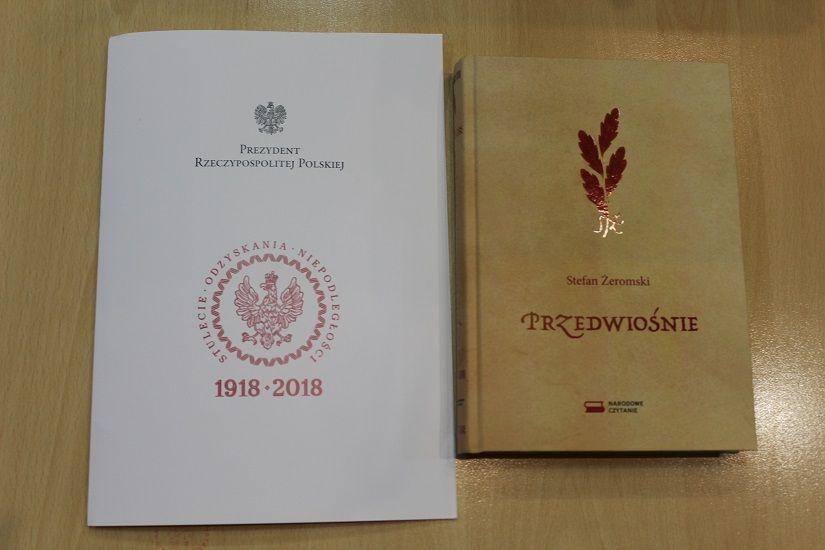 PREZYDENT
RZECZYPOSPOLITEJ POLSKIEJ
STULECIE · ODZYSKANIA · NIEPODLEGŁOŚCI
1918 · 2018
Stefan Żeromski
PRZEDWIOŚNIE
NARODOWE
CZYTANIE